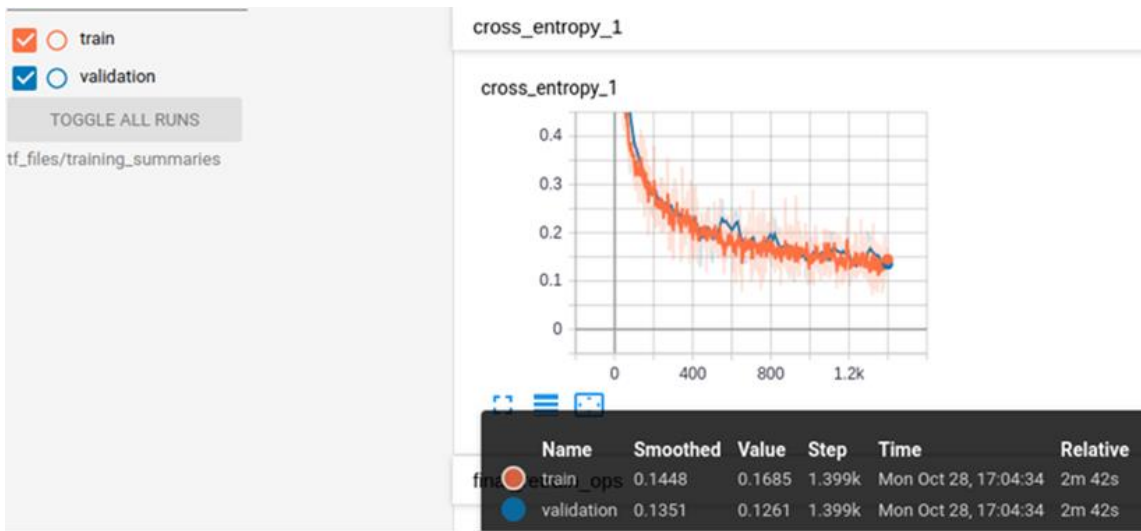 train
validation
TOGGLE ALL RUNS
tf_files/training_summaries
cross_entropy_1
cross_entropy_1
0.4
0.3
0.2
0.1
0
0 400 800 1.2k
Name Smoothed Value Step Time Relative
train 0.1448 0.1685 1.399k Mon Oct 28, 17:04:34 2m 42s
validation 0.1351 0.1261 1.399k Mon Oct 28, 17:04:34 2m 42s